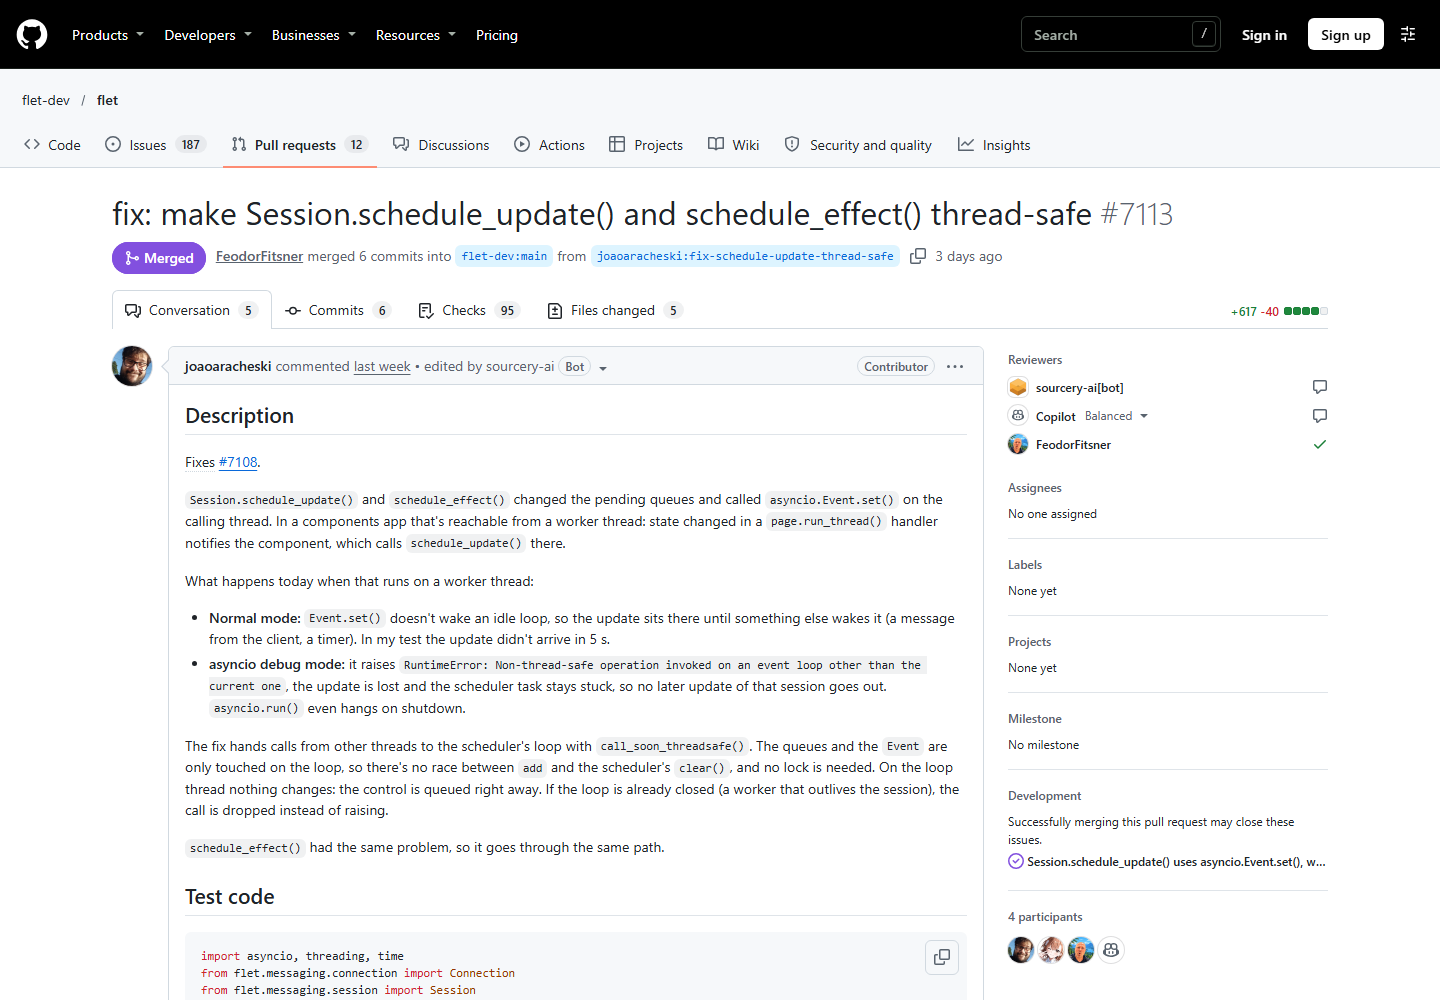 Products Developers Businesses Resources Pricing Search / Sign in Sign up
flet-dev / flet
Code Issues 187 Pull requests 12 Discussions Actions Projects Wiki Security and quality Insights
fix: make Session.schedule_update() and schedule_effect() thread-safe #7113
Merged FeodorFitsner merged 6 commits into flet-dev:main from joaoaracheski:fix-schedule-update-thread-safe 3 days ago
Conversation 5 Commits 6 Checks 95 Files changed 5 +617 -40
joaoaracheski commented last week • edited by sourcery-ai Bot Contributor
Description
Fixes #7108.
Session.schedule_update() and schedule_effect() changed the pending queues and called asyncio.Event.set() on the
calling thread. In a components app that's reachable from a worker thread: state changed in a page.run_thread() handler
notifies the component, which calls schedule_update() there.
What happens today when that runs on a worker thread:
Normal mode: Event.set() doesn't wake an idle loop, so the update sits there until something else wakes it (a message
from the client, a timer). In my test the update didn't arrive in 5 s.
asyncio debug mode: it raises RuntimeError: Non-thread-safe operation invoked on an event loop other than the
current one, the update is lost and the scheduler task stays stuck, so no later update of that session goes out.
asyncio.run() even hangs on shutdown.
The fix hands calls from other threads to the scheduler's loop with call_soon_threadsafe(). The queues and the Event are
only touched on the loop, so there's no race between add and the scheduler's clear(), and no lock is needed. On the loop
thread nothing changes: the control is queued right away. If the loop is already closed (a worker that outlives the session), the
call is dropped instead of raising.
schedule_effect() had the same problem, so it goes through the same path.
Test code
import asyncio, threading, time
from flet.messaging.connection import Connection
from flet.messaging.session import Session
Reviewers
sourcery-ai[bot]
Copilot Balanced
FeodorFitsner
Assignees
No one assigned
Labels
None yet
Projects
None yet
Milestone
No milestone
Development
Successfully merging this pull request may close these
issues.
Session.schedule_update() uses asyncio.Event.set(), w...
4 participants